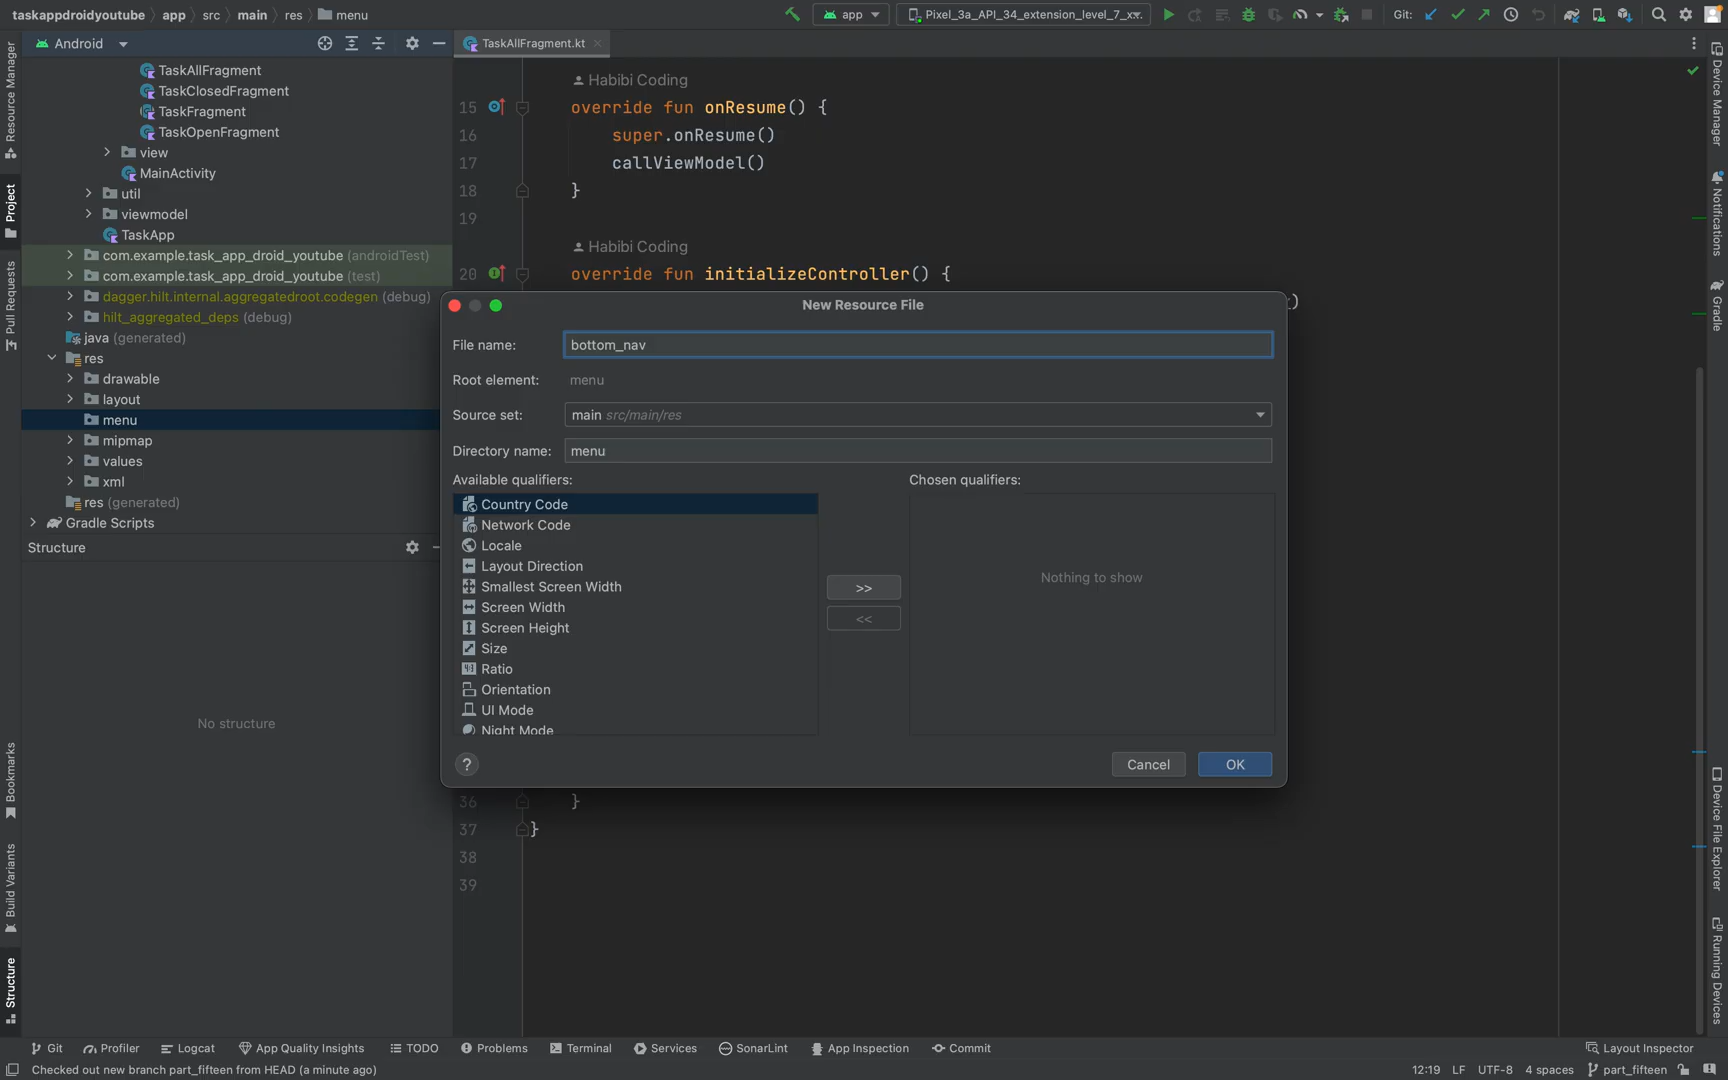 taskappdroidyoutube app src main res menu
app
Pixel_3a_API_34_extension_level_7_x...
Git:
Android
TaskAllFragment.kt
Resource Manager
Project
Pull Requests
Bookmarks
Build Variants
Structure
TaskAllFragment
TaskClosedFragment
TaskFragment
TaskOpenFragment
view
MainActivity
util
viewmodel
TaskApp
com.example.task_app_droid_youtube (androidTest)
com.example.task_app_droid_youtube (test)
dagger.hilt.internal.aggregatedroot.codegen (debug)
hilt_aggregated_deps (debug)
java (generated)
res
drawable
layout
menu
mipmap
values
xml
res (generated)
Gradle Scripts
Structure
No structure
Habibi Coding
15 override fun onResume() {
16 super.onResume()
17 callViewModel()
18 }
19
Habibi Coding
20 override fun initializeController() {
)
New Resource File
File name: bottom_nav
Root element: menu
Source set: main src/main/res
Directory name: menu
Available qualifiers:
Chosen qualifiers:
Country Code
Network Code
Locale
Layout Direction
Smallest Screen Width
Screen Width
Screen Height
Size
Ratio
Orientation
UI Mode
Night Mode
>>
<<
Nothing to show
?
Cancel
OK
36 }
37 }
38
39
Device Manager
Notifications
Gradle
Device File Explorer
Running Devices
Git Profiler Logcat App Quality Insights TODO Problems Terminal Services SonarLint App Inspection Commit Layout Inspector
Checked out new branch part_fifteen from HEAD (a minute ago) 12:19 LF UTF-8 4 spaces part_fifteen